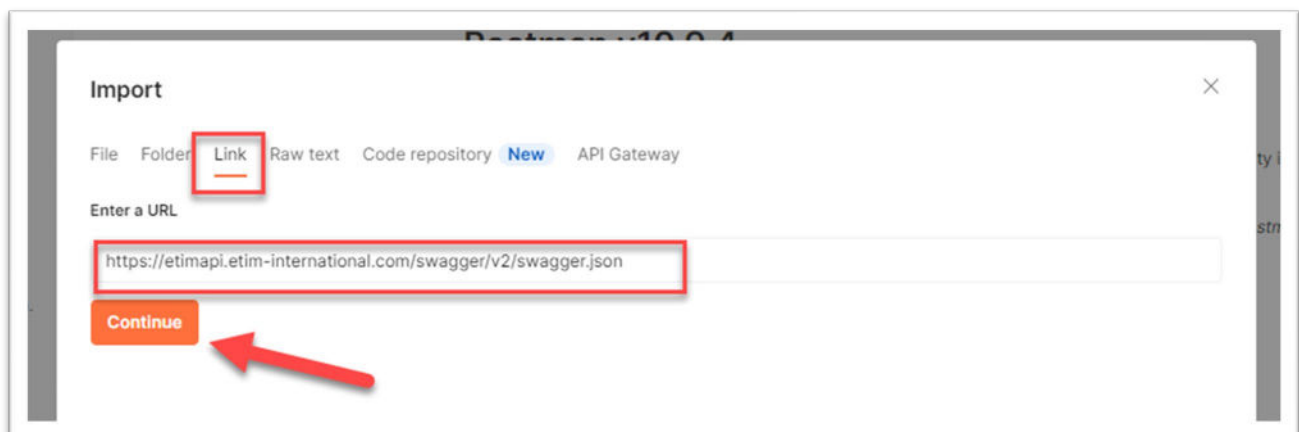 Import
File Folder Link Raw text Code repository New API Gateway
Enter a URL
https://etimapi.etim-international.com/swagger/v2/swagger.json
Continue